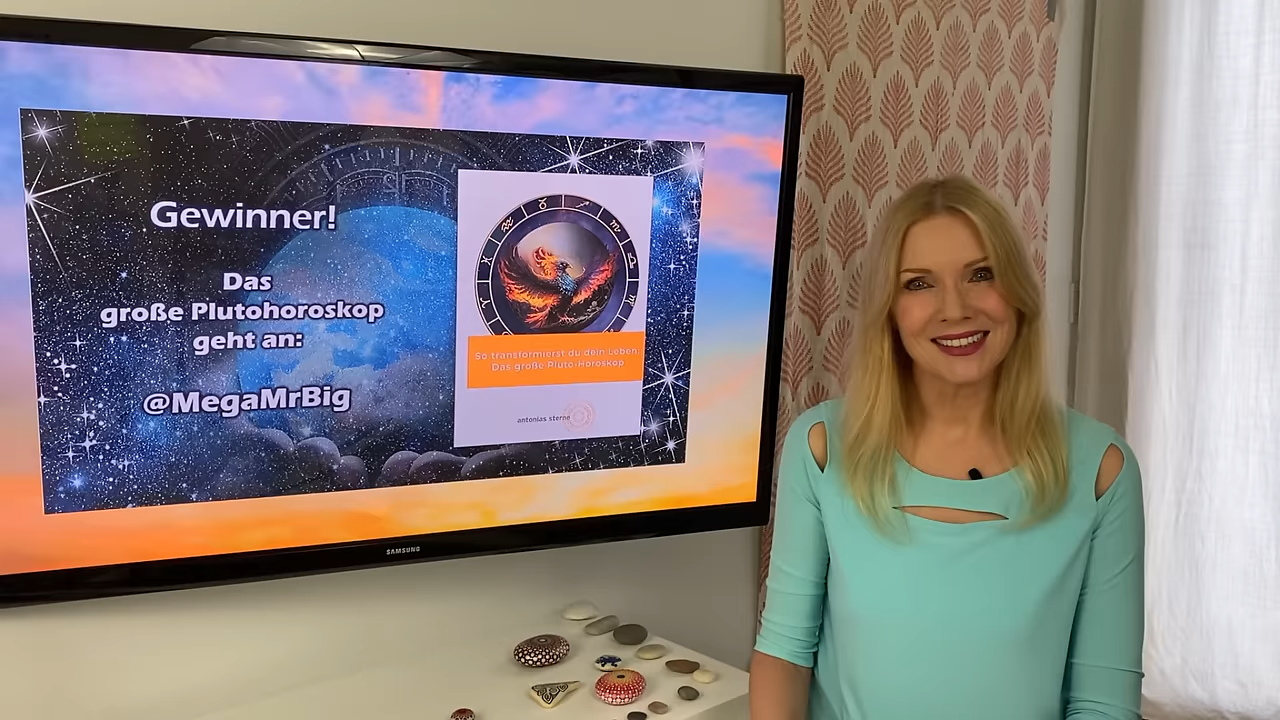 Gewinner!
Das
große Plutohoroskop
geht an:
@MegaMrBig
So transformierst du dein Leben:
Das große Pluto-Horoskop
antonias sterne
SAMSUNG